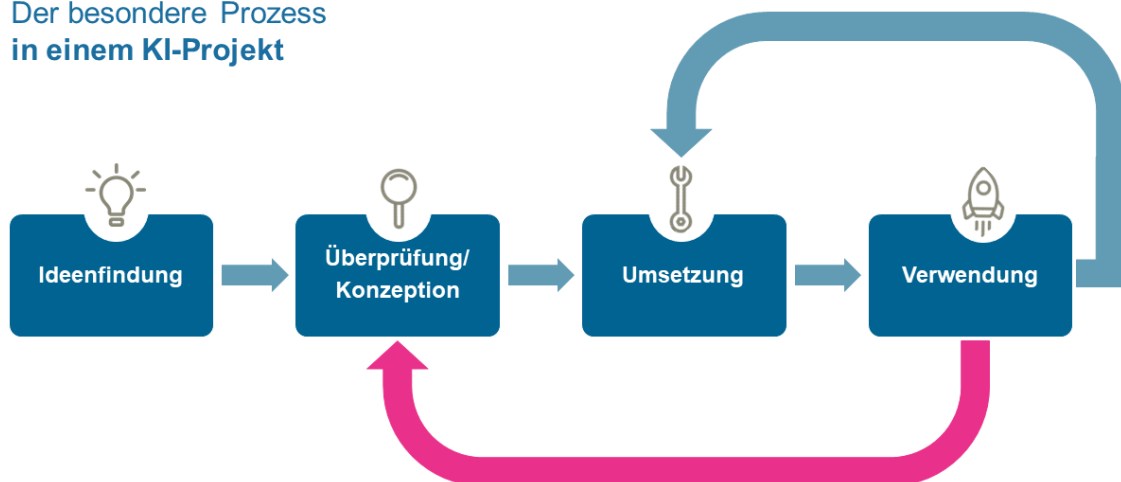 Der besondere Prozess
in einem KI-Projekt
Ideenfindung
Überprüfung/
Konzeption
Umsetzung
Verwendung